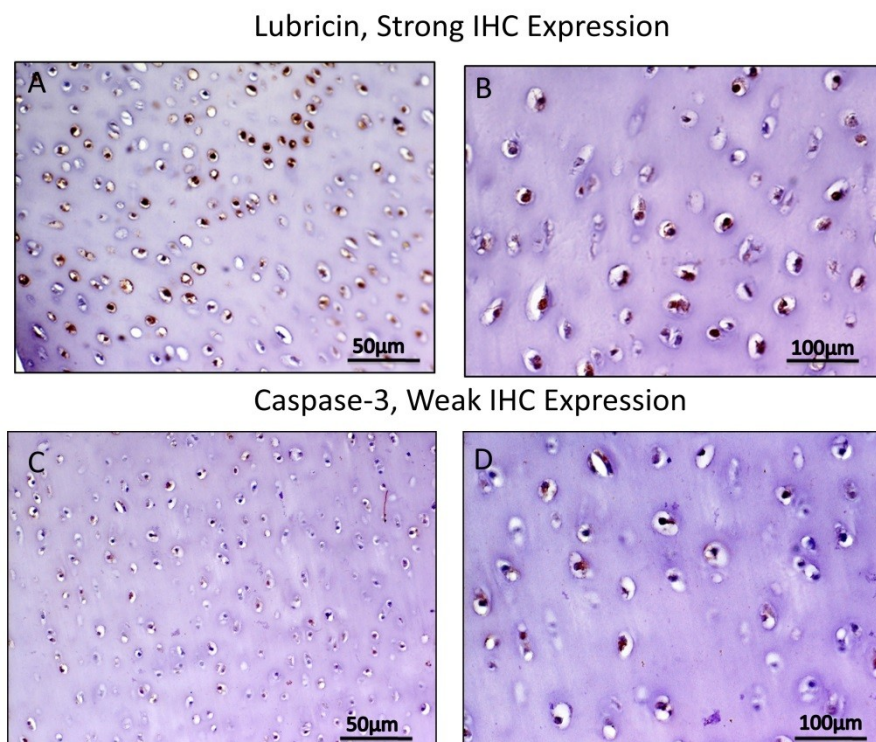 Lubricin, Strong IHC Expression
A
B
50µm
100µm
Caspase-3, Weak IHC Expression
C
D
50µm
100µm